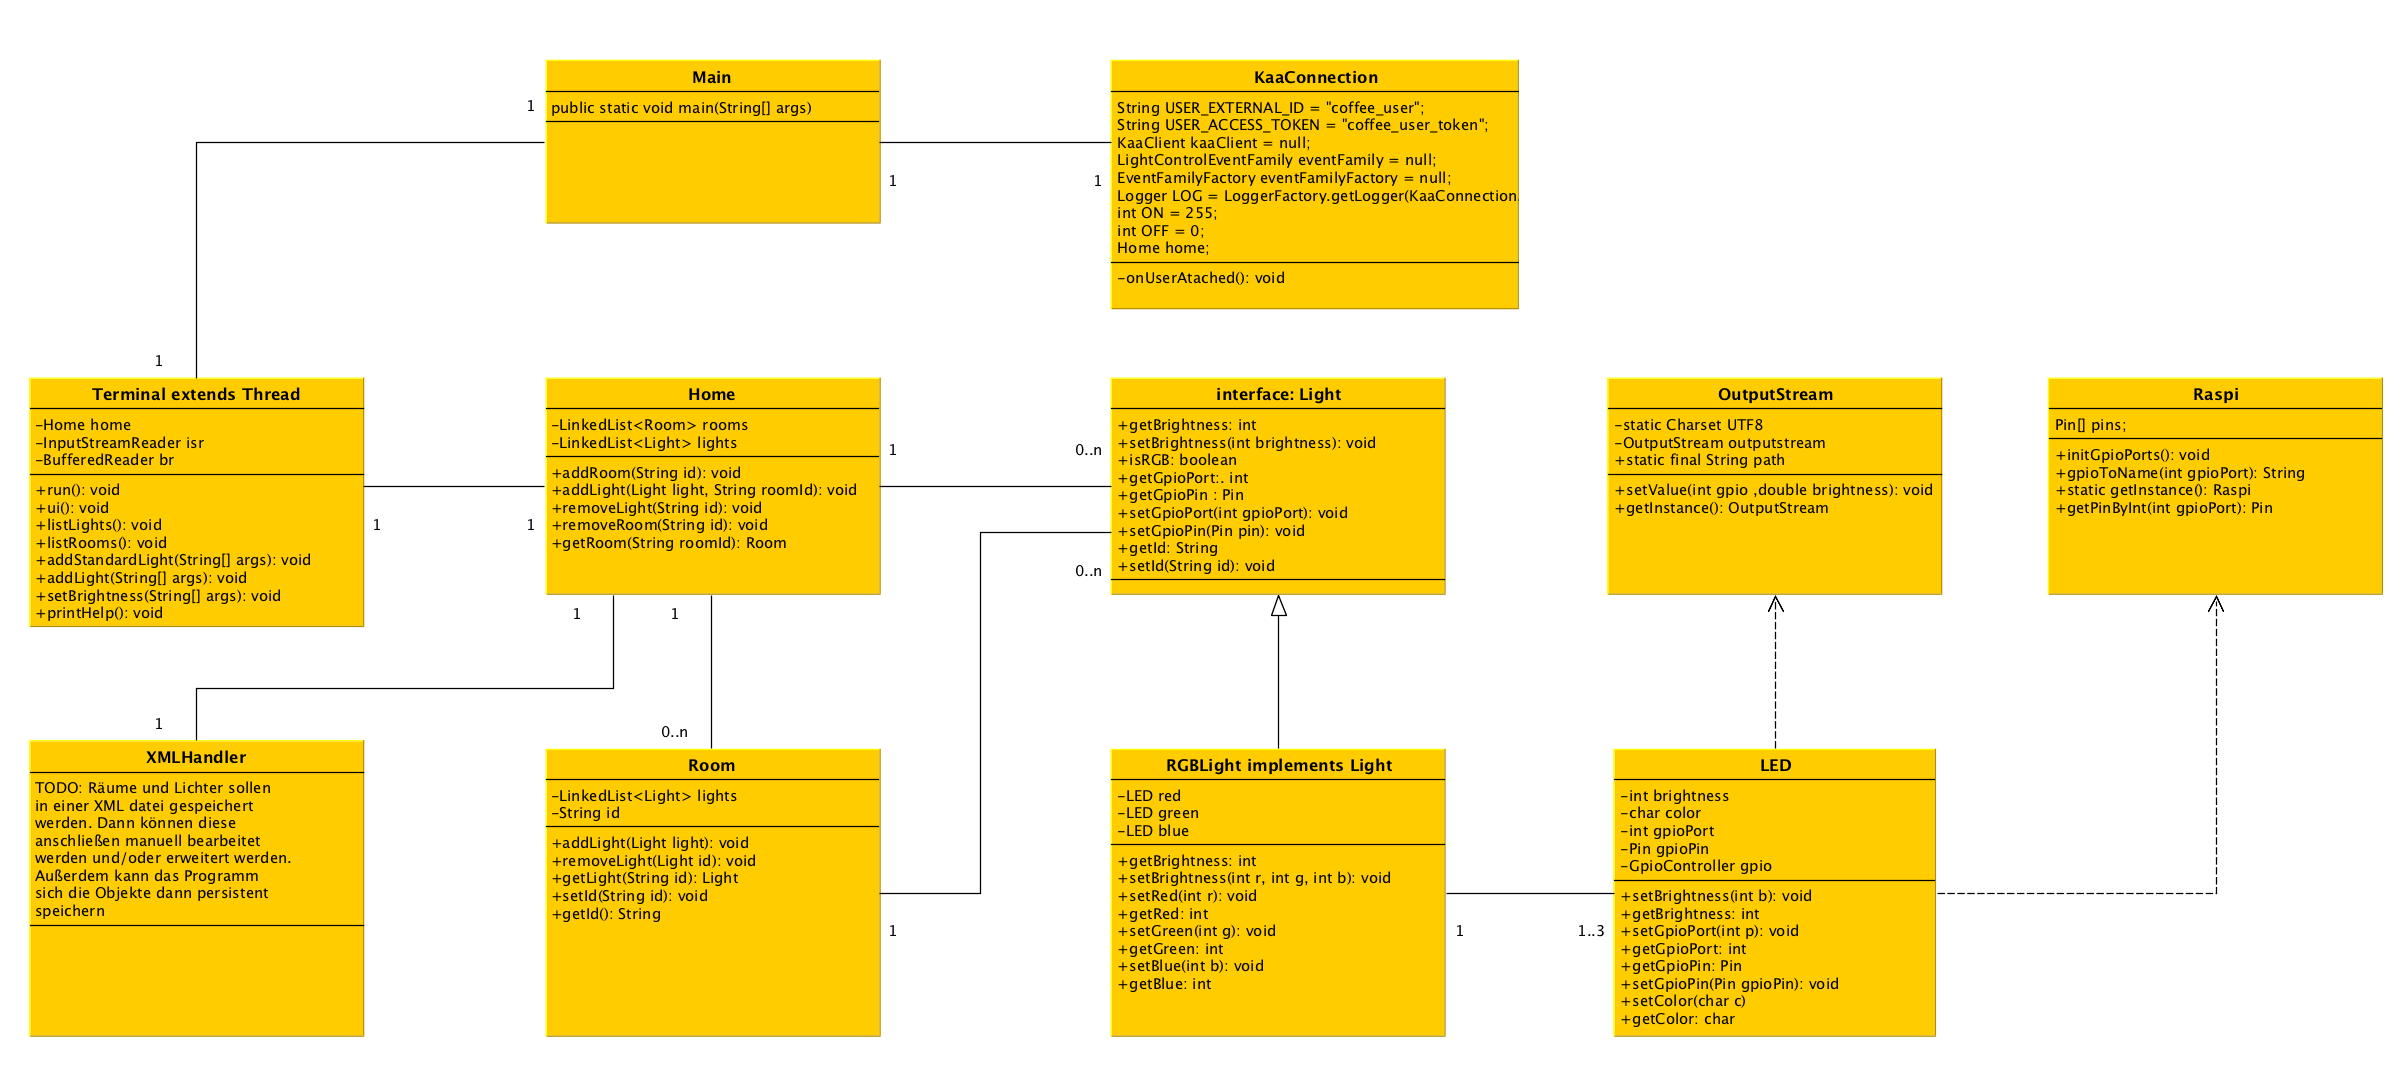 Main
public static void main(String[] args)
1
1
1
1
KaaConnection
String USER_EXTERNAL_ID = "coffee_user";
String USER_ACCESS_TOKEN = "coffee_user_token";
KaaClient kaaClient = null;
LightControlEventFamily eventFamily = null;
EventFamilyFactory eventFamilyFactory = null;
Logger LOG = LoggerFactory.getLogger(KaaConnection.
int ON = 255;
int OFF = 0;
Home home;
-onUserAtached(): void
Terminal extends Thread
-Home home
-InputStreamReader isr
-BufferedReader br
+run(): void
+ui(): void
+listLights(): void
+listRooms(): void
+addStandardLight(String[] args): void
+addLight(String[] args): void
+setBrightness(String[] args): void
+printHelp(): void
1
1
Home
-LinkedList<Room> rooms
-LinkedList<Light> lights
+addRoom(String id): void
+addLight(Light light, String roomId): void
+removeLight(String id): void
+removeRoom(String id): void
+getRoom(String roomId): Room
1
0..n
0..n
interface: Light
+getBrightness: int
+setBrightness(int brightness): void
+isRGB: boolean
+getGpioPort:. int
+getGpioPin : Pin
+setGpioPort(int gpioPort): void
+setGpioPin(Pin pin): void
+getId: String
+setId(String id): void
OutputStream
-static Charset UTF8
-OutputStream outputstream
+static final String path
+setValue(int gpio ,double brightness): void
+getInstance(): OutputStream
Raspi
Pin[] pins;
+initGpioPorts(): void
+gpioToName(int gpioPort): String
+static getInstance(): Raspi
+getPinByInt(int gpioPort): Pin
1
1
1
0..n
XMLHandler
TODO: Räume und Lichter sollen
in einer XML datei gespeichert
werden. Dann können diese
anschließen manuell bearbeitet
werden und/oder erweitert werden.
Außerdem kann das Programm
sich die Objekte dann persistent
speichern
Room
-LinkedList<Light> lights
-String id
+addLight(Light light): void
+removeLight(Light id): void
+getLight(String id): Light
+setId(String id): void
+getId(): String
1
RGBLight implements Light
-LED red
-LED green
-LED blue
+getBrightness: int
+setBrightness(int r, int g, int b): void
+setRed(int r): void
+getRed: int
+setGreen(int g): void
+getGreen: int
+setBlue(int b): void
+getBlue: int
1
1..3
LED
-int brightness
-char color
-int gpioPort
-Pin gpioPin
-GpioController gpio
+setBrightness(int b): void
+getBrightness: int
+setGpioPort(int p): void
+getGpioPort: int
+getGpioPin: Pin
+setGpioPin(Pin gpioPin): void
+setColor(char c)
+getColor: char